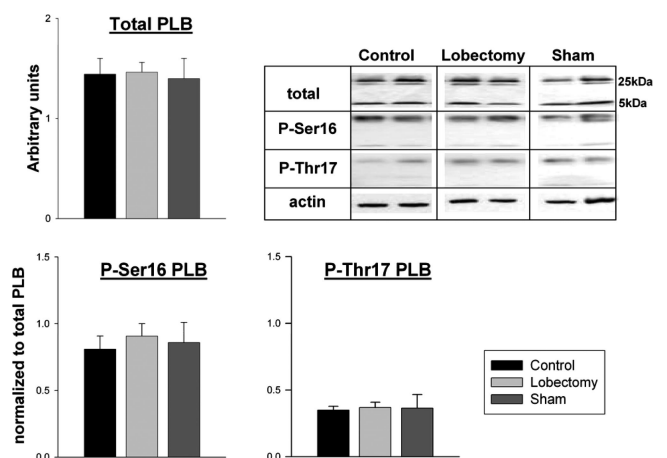 Total PLB
2
1
0
Arbitrary units
Control Lobectomy Sham
total
25kDa
5kDa
P-Ser16
P-Thr17
actin
P-Ser16 PLB
1.5
1.0
0.5
normalized to total PLB
P-Thr17 PLB
1.5
1.0
0.5
0.0
Control
Lobectomy
Sham